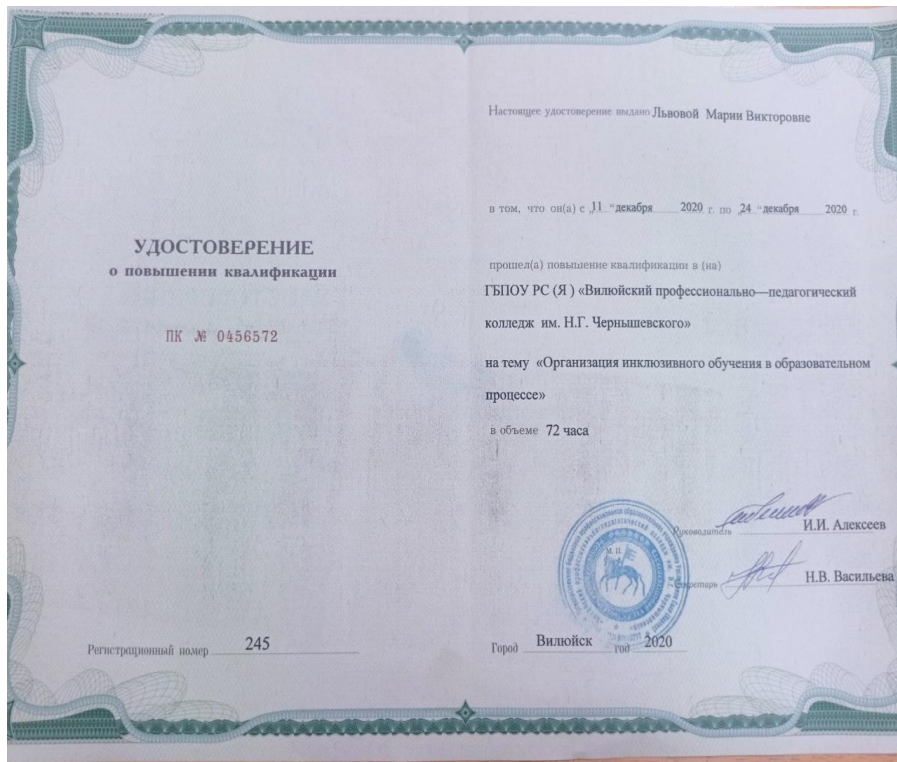 УДОСТОВЕРЕНИЕ
о повышении квалификации
ПК № 0456572
Регистрационный номер 245
Настоящее удостоверение выдано Львовой Марии Викторовне
в том, что он(а) с „11 “декабря 2020 г. по „24 “декабря 2020 г.
прошел(а) повышение квалификации в (на)
ГБПОУ РС (Я ) «Вилюйский профессионально—педагогический
колледж им. Н.Г. Чернышевского»
на тему «Организация инклюзивного обучения в образовательном
процессе»
в объеме 72 часа
М. П.
Руководитель И.И. Алексеев
Секретарь Н.В. Васильева
Город Вилюйск год 2020